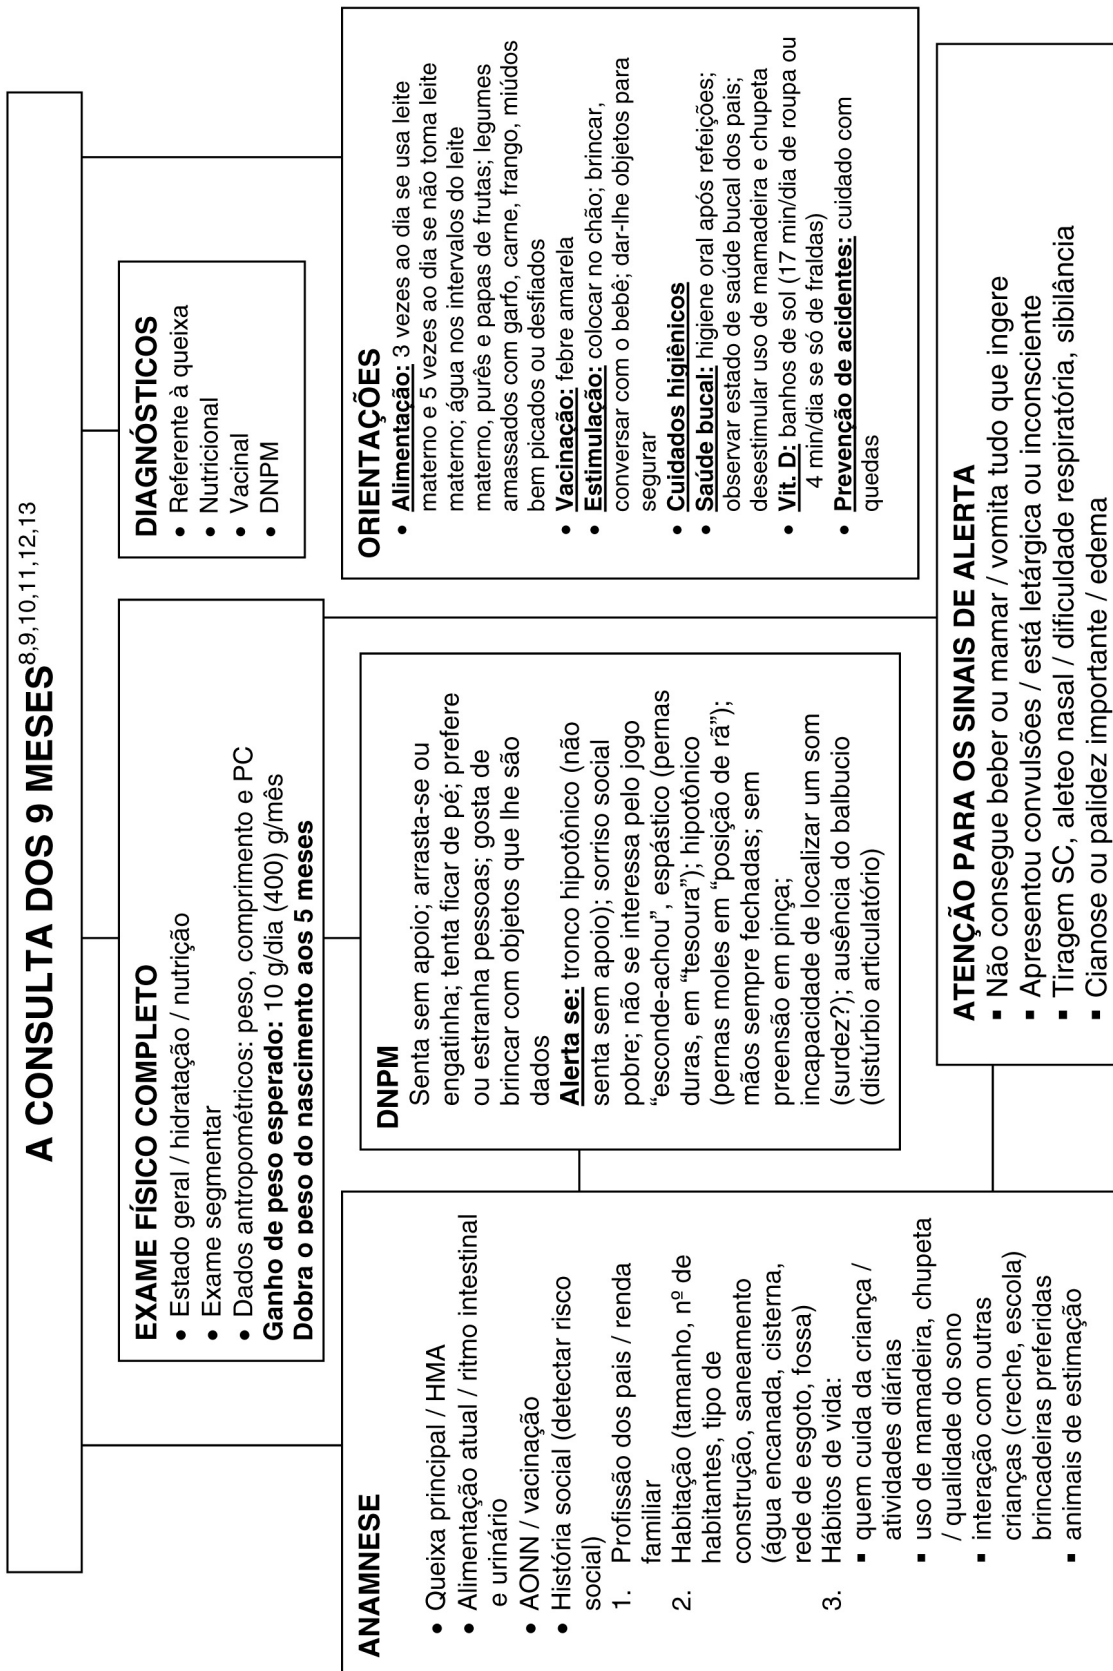 A CONSULTA DOS 9 MESES8,9,10,11,12,13
EXAME FÍSICO COMPLETO
• Estado geral / hidratação / nutrição
• Exame segmentar
• Dados antropométricos: peso, comprimento e PC
Ganho de peso esperado: 10 g/dia (400) g/mês
Dobra o peso do nascimento aos 5 meses
DIAGNÓSTICOS
• Referente à queixa
• Nutricional
• Vacinal
• DNPM
ANAMNESE
• Queixa principal / HMA
• Alimentação atual / ritmo intestinal
e urinário
• AONN / vacinação
• História social (detectar risco
social)
1. Profissão dos pais / renda
familiar
2. Habitação (tamanho, nº de
habitantes, tipo de
construção, saneamento
(água encanada, cisterna,
rede de esgoto, fossa)
3. Hábitos de vida:
▪ quem cuida da criança /
atividades diárias
▪ uso de mamadeira, chupeta
/ qualidade do sono
▪ interação com outras
crianças (creche, escola)
brincadeiras preferidas
▪ animais de estimação
DNPM
Senta sem apoio; arrasta-se ou
engatinha; tenta ficar de pé; prefere
ou estranha pessoas; gosta de
brincar com objetos que lhe são
dados
Alerta se: tronco hipotônico (não
senta sem apoio); sorriso social
pobre; não se interessa pelo jogo
“esconde-achou”, espástico (pernas
duras, em “tesoura”); hipotônico
(pernas moles em “posição de rã”);
mãos sempre fechadas; sem
preensão em pinça;
incapacidade de localizar um som
(surdez?); ausência do balbucio
(distúrbio articulatório)
ORIENTAÇÕES
• Alimentação: 3 vezes ao dia se usa leite
materno e 5 vezes ao dia se não toma leite
materno; água nos intervalos do leite
materno, purês e papas de frutas; legumes
amassados com garfo, carne, frango, miúdos
bem picados ou desfiados
• Vacinação: febre amarela
• Estimulação: colocar no chão; brincar,
conversar com o bebê; dar-lhe objetos para
segurar
• Cuidados higiênicos
• Saúde bucal: higiene oral após refeições;
observar estado de saúde bucal dos pais;
desestimular uso de mamadeira e chupeta
• Vit. D: banhos de sol (17 min/dia de roupa ou
4 min/dia se só de fraldas)
• Prevenção de acidentes: cuidado com
quedas
ATENÇÃO PARA OS SINAIS DE ALERTA
▪ Não consegue beber ou mamar / vomita tudo que ingere
▪ Apresentou convulsões / está letárgica ou inconsciente
▪ Tiragem SC, aleteo nasal / dificuldade respiratória, sibilância
▪ Cianose ou palidez importante / edema